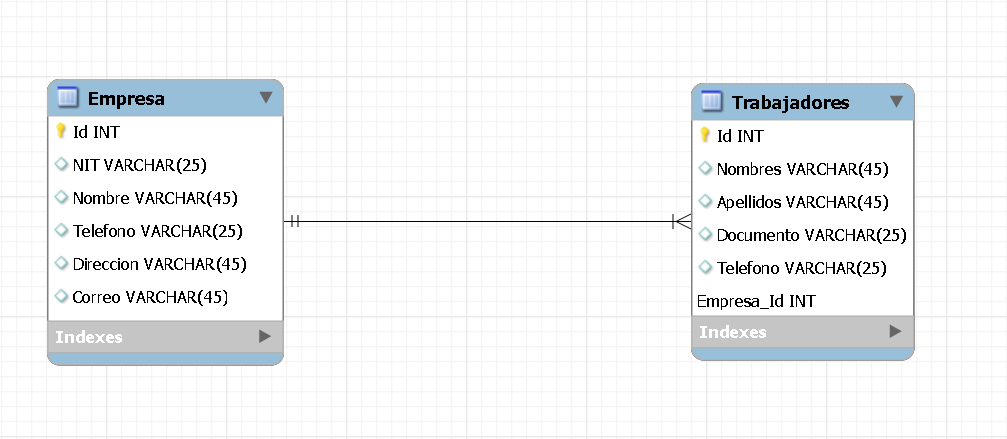 Empresa
Id INT
NIT VARCHAR(25)
Nombre VARCHAR(45)
Telefono VARCHAR(25)
Direccion VARCHAR(45)
Correo VARCHAR(45)
Indexes
Trabajadores
Id INT
Nombres VARCHAR(45)
Apellidos VARCHAR(45)
Documento VARCHAR(25)
Telefono VARCHAR(25)
Empresa_Id INT
Indexes